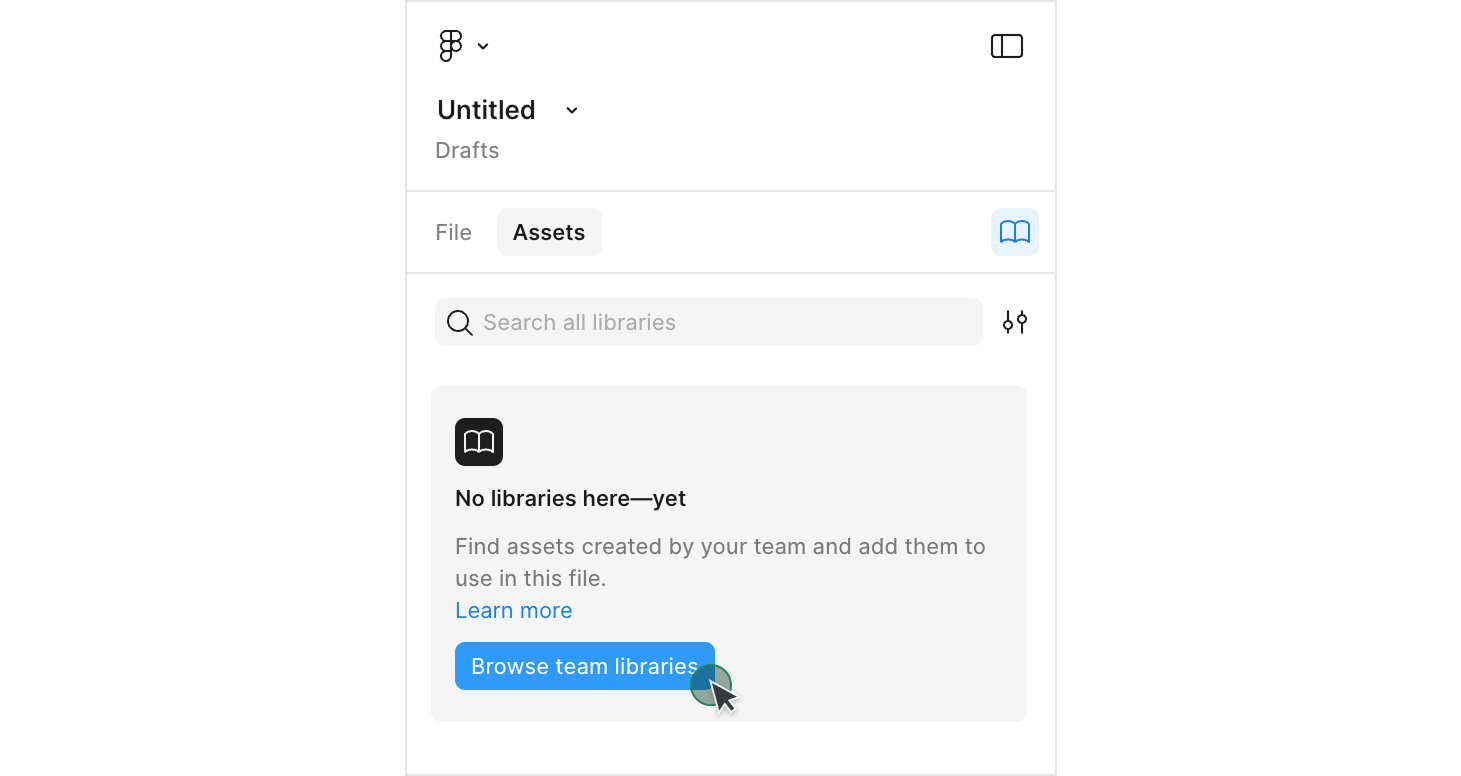 Untitled
Drafts
File
Assets
Search all libraries
No libraries here—yet
Find assets created by your team and add them to
use in this file.
Learn more
Browse team libraries